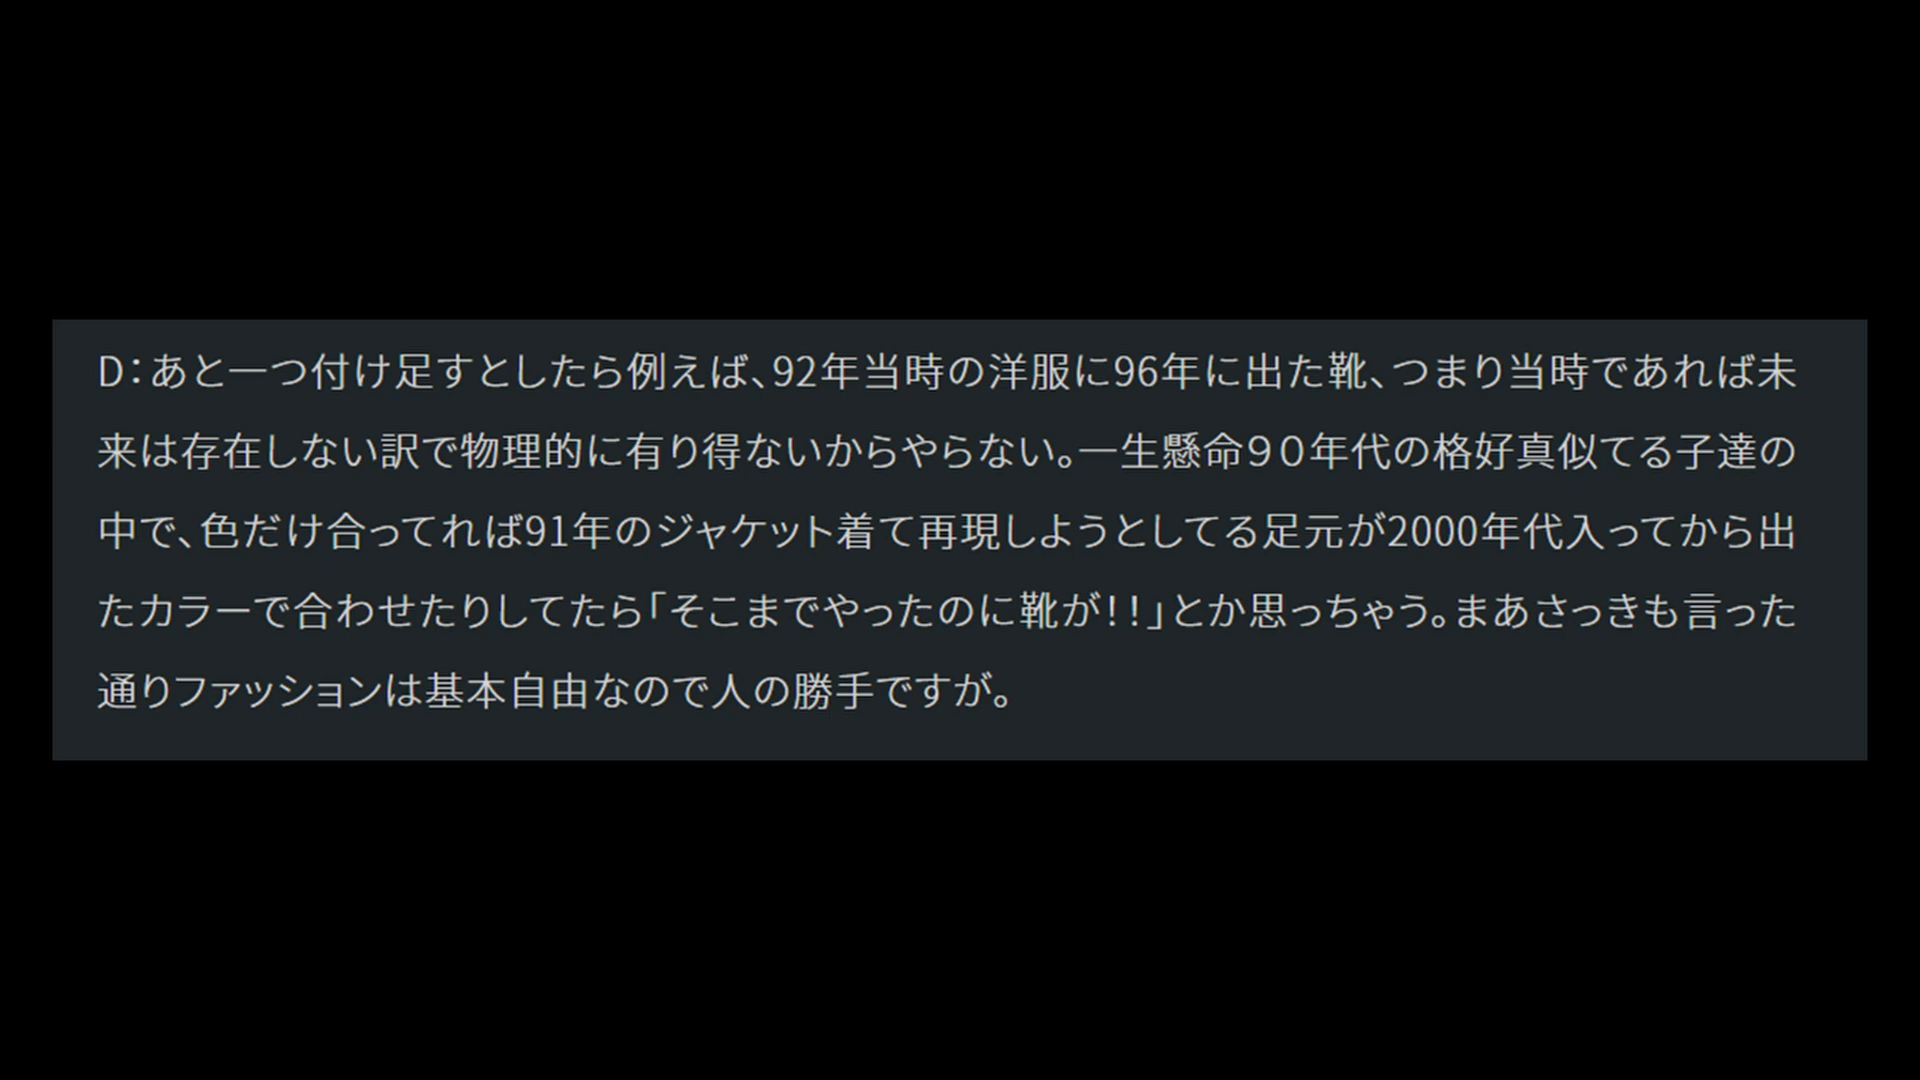 D：あと一つ付け足すとしたら例えば、92年当時の洋服に96年に出た靴、つまり当時であれば未
来は存在しない訳で物理的に有り得ないからやらない。一生懸命９０年代の格好真似てる子達の
中で、色だけ合ってれば91年のジャケット着て再現しようとしてる足元が2000年代入ってから出
たカラーで合わせたりしてたら「そこまでやったのに靴が！！」とか思っちゃう。まあさっきも言った
通りファッションは基本自由なので人の勝手ですが。